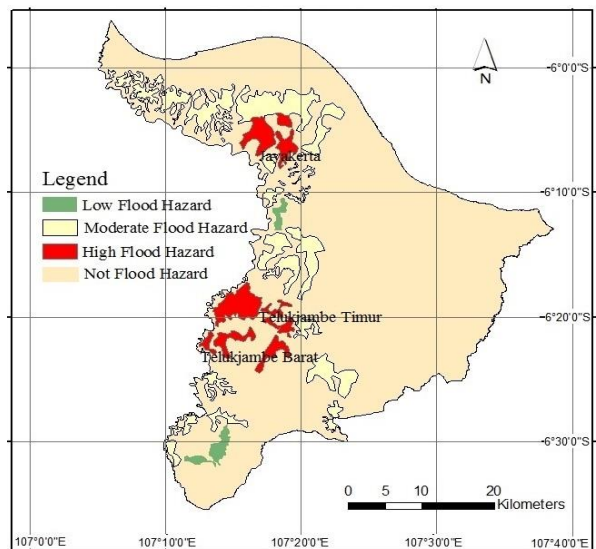 6°0'0"S
N
Jayakerta
Legend
6°10'0"S
Low Flood Hazard
Moderate Flood Hazard
High Flood Hazard
Not Flood Hazard
Telukjambe Timur
6°20'0"S
Telukjambe Barat
6°30'0"S
0 5 10 20
Kilometers
107°0'0"E 107°10'0"E 107°20'0"E 107°30'0"E 107°40'0"E